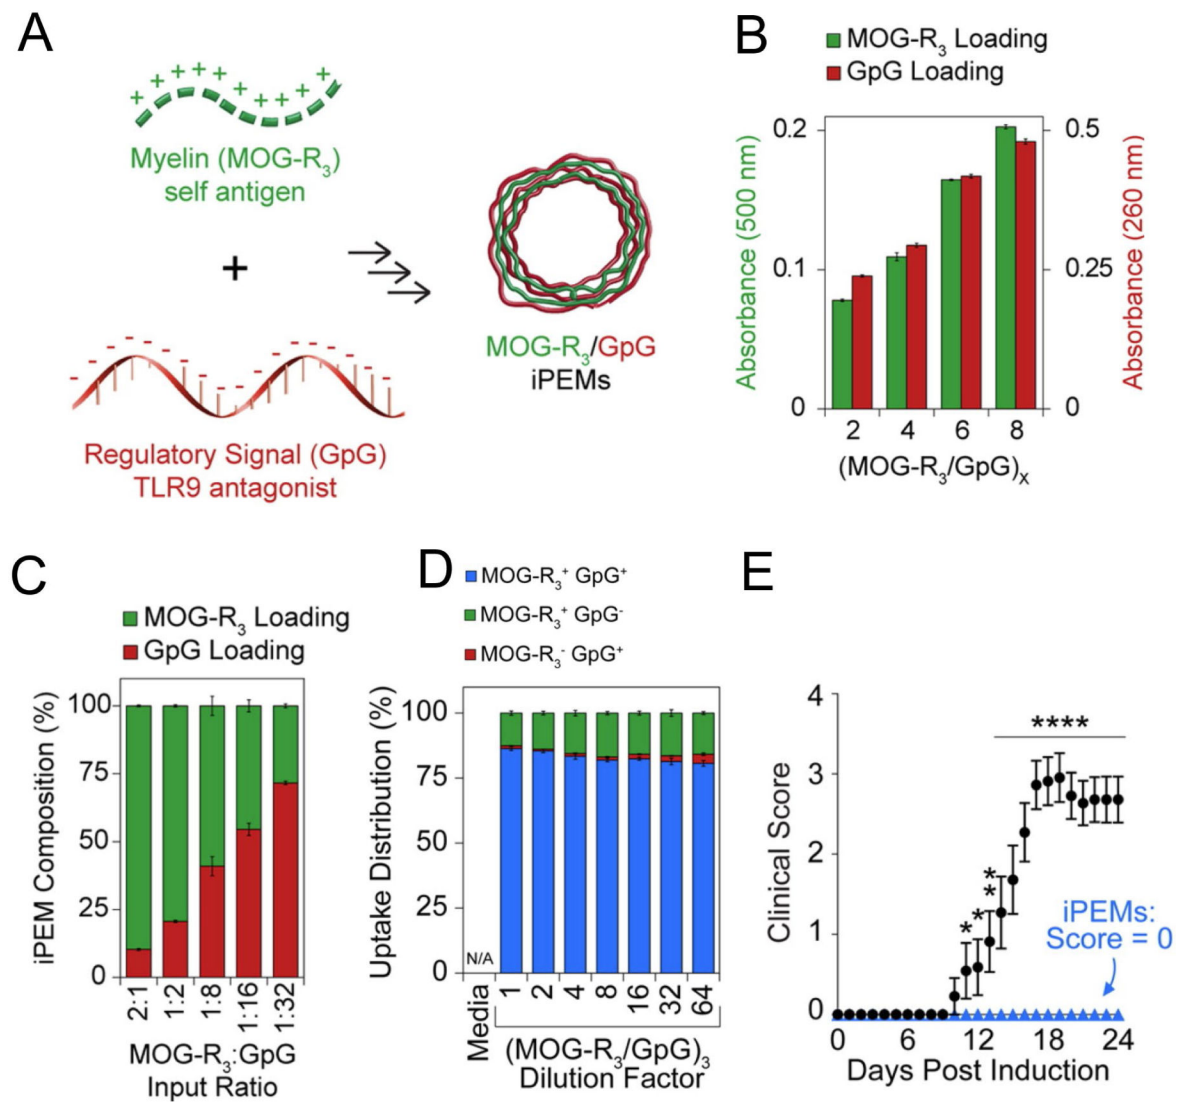 A
Myelin (MOG-R₃)
self antigen
+
Regulatory Signal (GpG)
TLR9 antagonist
MOG-R₃/GpG
iPEMs
B
MOG-R₃ Loading
GpG Loading
Absorbance (500 nm)
0.2
0.1
0
0.5
0.25
0
Absorbance (260 nm)
2 4 6 8
(MOG-R₃/GpG)ₓ
C
MOG-R₃ Loading
GpG Loading
iPEM Composition (%)
100
75
50
25
0
2:1 1:2 1:8 1:16 1:32
MOG-R₃:GpG
Input Ratio
D
MOG-R₃⁺ GpG⁺
MOG-R₃⁺ GpG⁻
MOG-R₃⁻ GpG⁺
Uptake Distribution (%)
100
75
50
25
0
N/A
Media 1 2 4 8 16 32 64
(MOG-R₃/GpG)₃
Dilution Factor
E
Clinical Score
4
3
2
1
0
****
* * **
iPEMs:
Score = 0
0 6 12 18 24
Days Post Induction